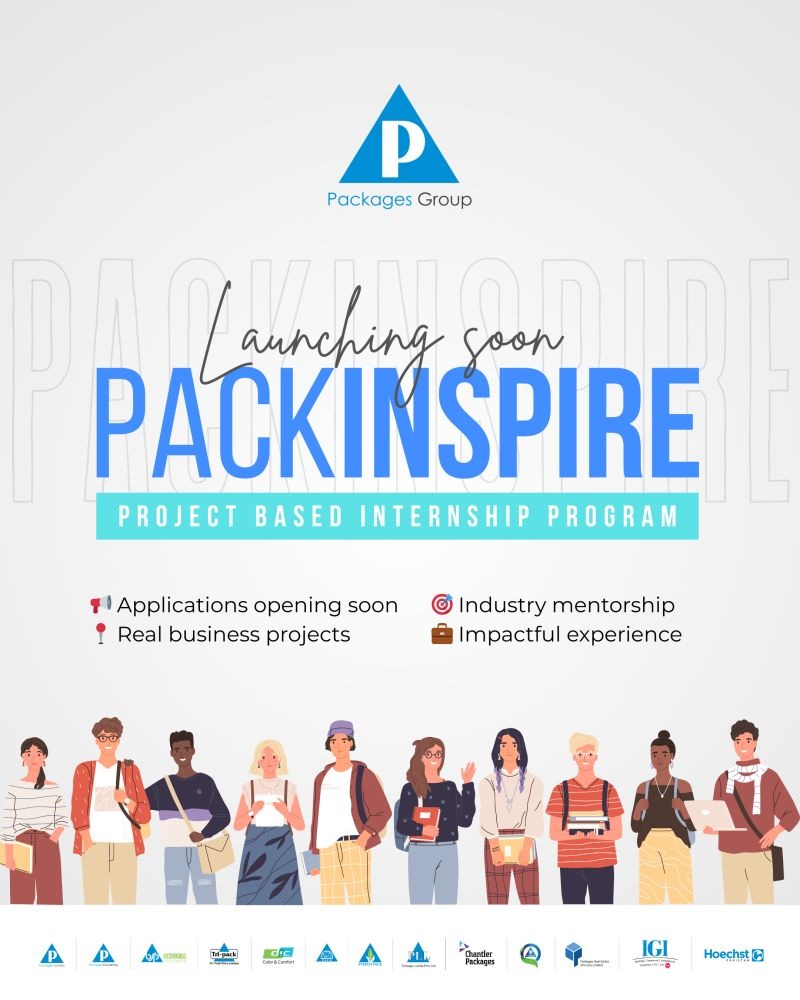 P
Packages Group
PACKINSPIRE
Launching soon
PACKINSPIRE
PROJECT BASED INTERNSHIP PROGRAM
Applications opening soon
Industry mentorship
Real business projects
Impactful experience
Tri-pack
Color & Comfort
Chantler
Packages
IGI
Hoechst
PAKISTAN